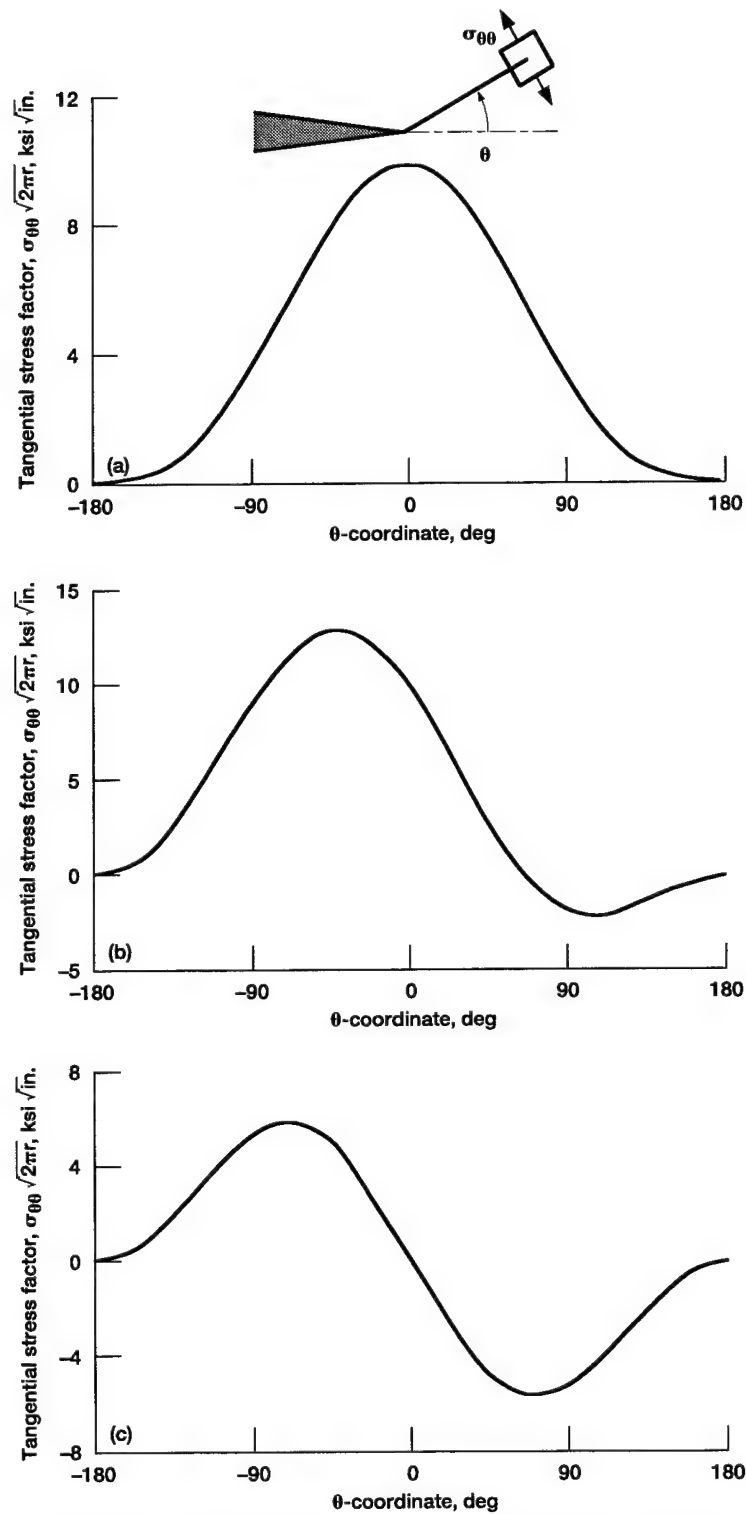 σθθ
θ
Tangential stress factor, σθθ √2πr, ksi √in.
12
8
4
0
(a)
−180
−90
0
90
180
θ-coordinate, deg
Tangential stress factor, σθθ √2πr, ksi √in.
15
10
5
0
−5
(b)
−180
−90
0
90
180
θ-coordinate, deg
Tangential stress factor, σθθ √2πr, ksi √in.
8
4
0
−4
−8
(c)
−180
−90
0
90
180
θ-coordinate, deg